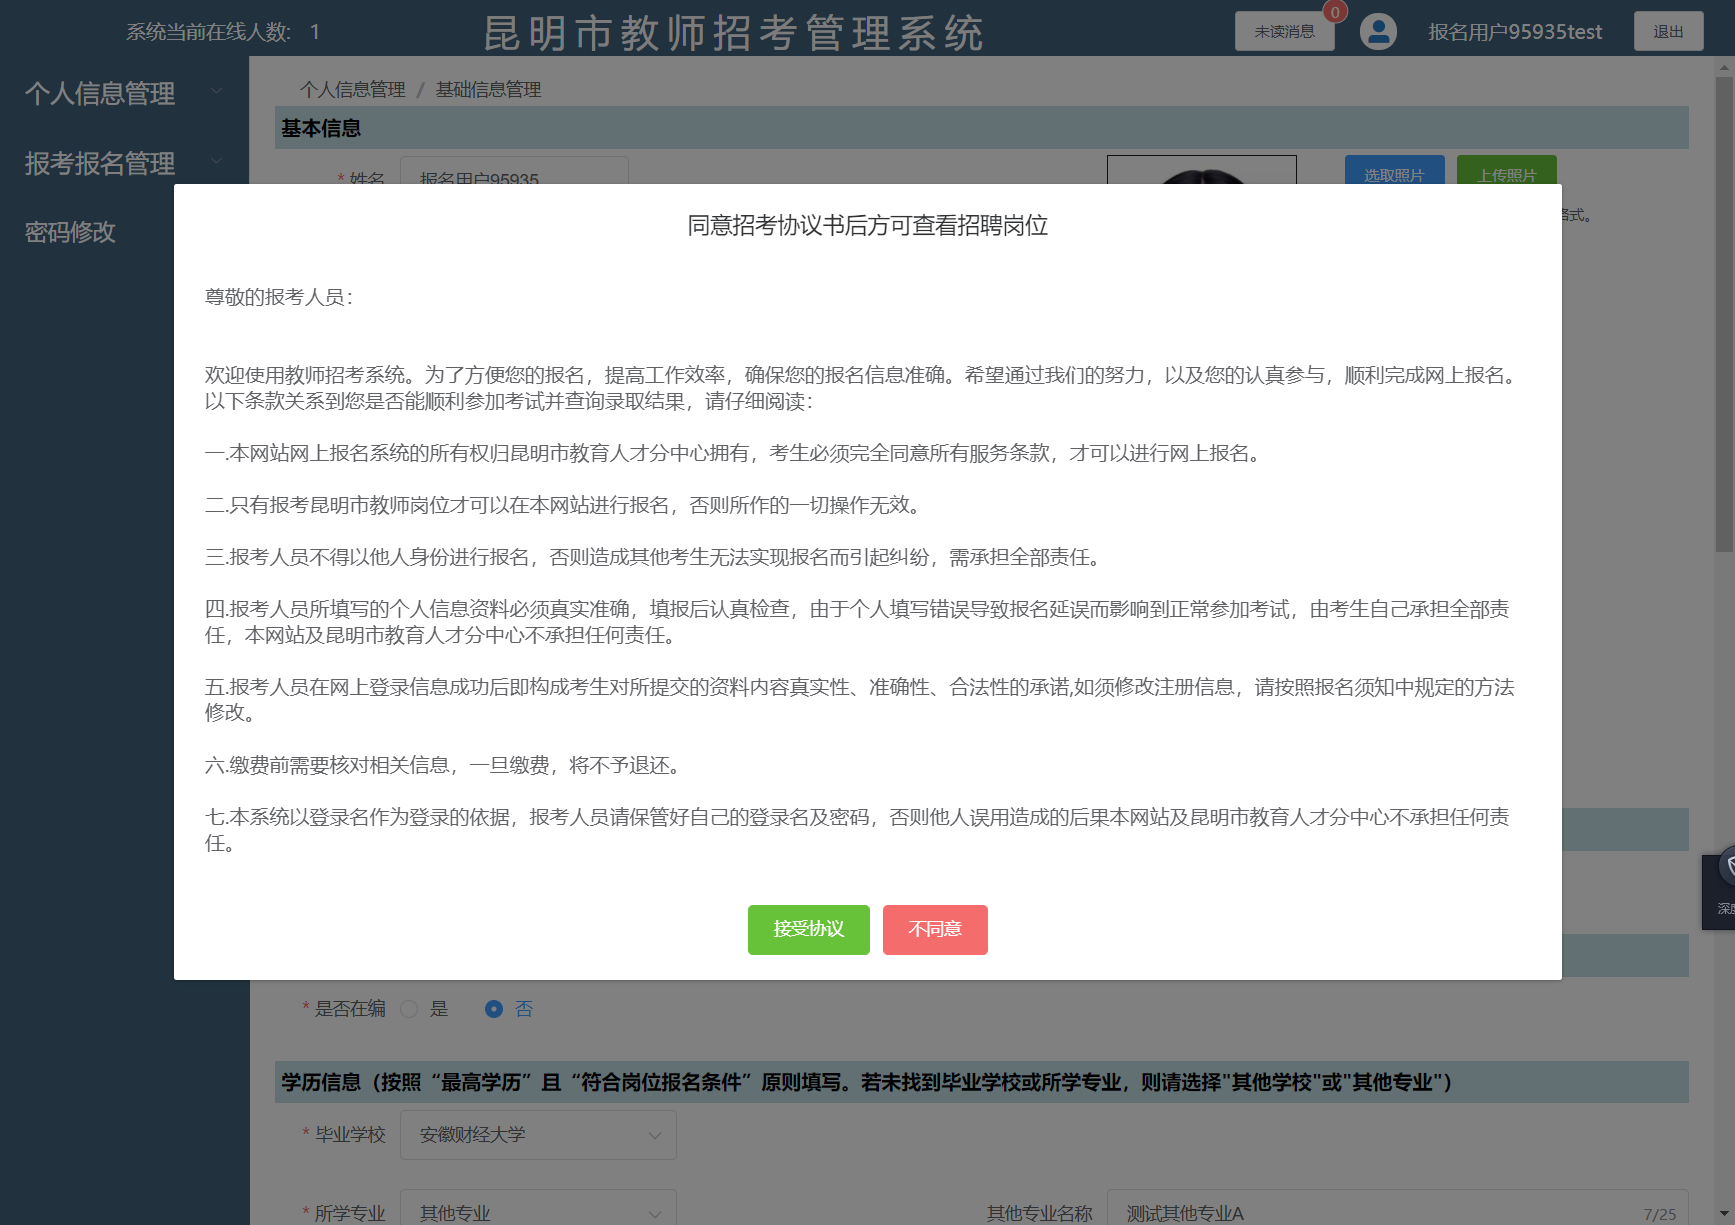 系统当前在线人数: 1
昆明市教师招考管理系统
未读消息
0
报名用户95935test
退出
个人信息管理
报考报名管理
密码修改
个人信息管理 / 基础信息管理
基本信息
* 姓名 报名用户95935
选取照片 上传照片
格式。
同意招考协议书后方可查看招聘岗位
尊敬的报考人员：
欢迎使用教师招考系统。为了方便您的报名，提高工作效率，确保您的报名信息准确。希望通过我们的努力，以及您的认真参与，顺利完成网上报名。
以下条款关系到您是否能顺利参加考试并查询录取结果，请仔细阅读：
一.本网站网上报名系统的所有权归昆明市教育人才分中心拥有，考生必须完全同意所有服务条款，才可以进行网上报名。
二.只有报考昆明市教师岗位才可以在本网站进行报名，否则所作的一切操作无效。
三.报考人员不得以他人身份进行报名，否则造成其他考生无法实现报名而引起纠纷，需承担全部责任。
四.报考人员所填写的个人信息资料必须真实准确，填报后认真检查，由于个人填写错误导致报名延误而影响到正常参加考试，由考生自己承担全部责
任，本网站及昆明市教育人才分中心不承担任何责任。
五.报考人员在网上登录信息成功后即构成考生对所提交的资料内容真实性、准确性、合法性的承诺,如须修改注册信息，请按照报名须知中规定的方法
修改。
六.缴费前需要核对相关信息，一旦缴费，将不予退还。
七.本系统以登录名作为登录的依据，报考人员请保管好自己的登录名及密码，否则他人误用造成的后果本网站及昆明市教育人才分中心不承担任何责
任。
接受协议 不同意
深度
* 是否在编 是 否
学历信息（按照“最高学历”且“符合岗位报名条件”原则填写。若未找到毕业学校或所学专业，则请选择"其他学校"或"其他专业"）
* 毕业学校 安徽财经大学
* 所学专业 其他专业 其他专业名称 测试其他专业A 7/25